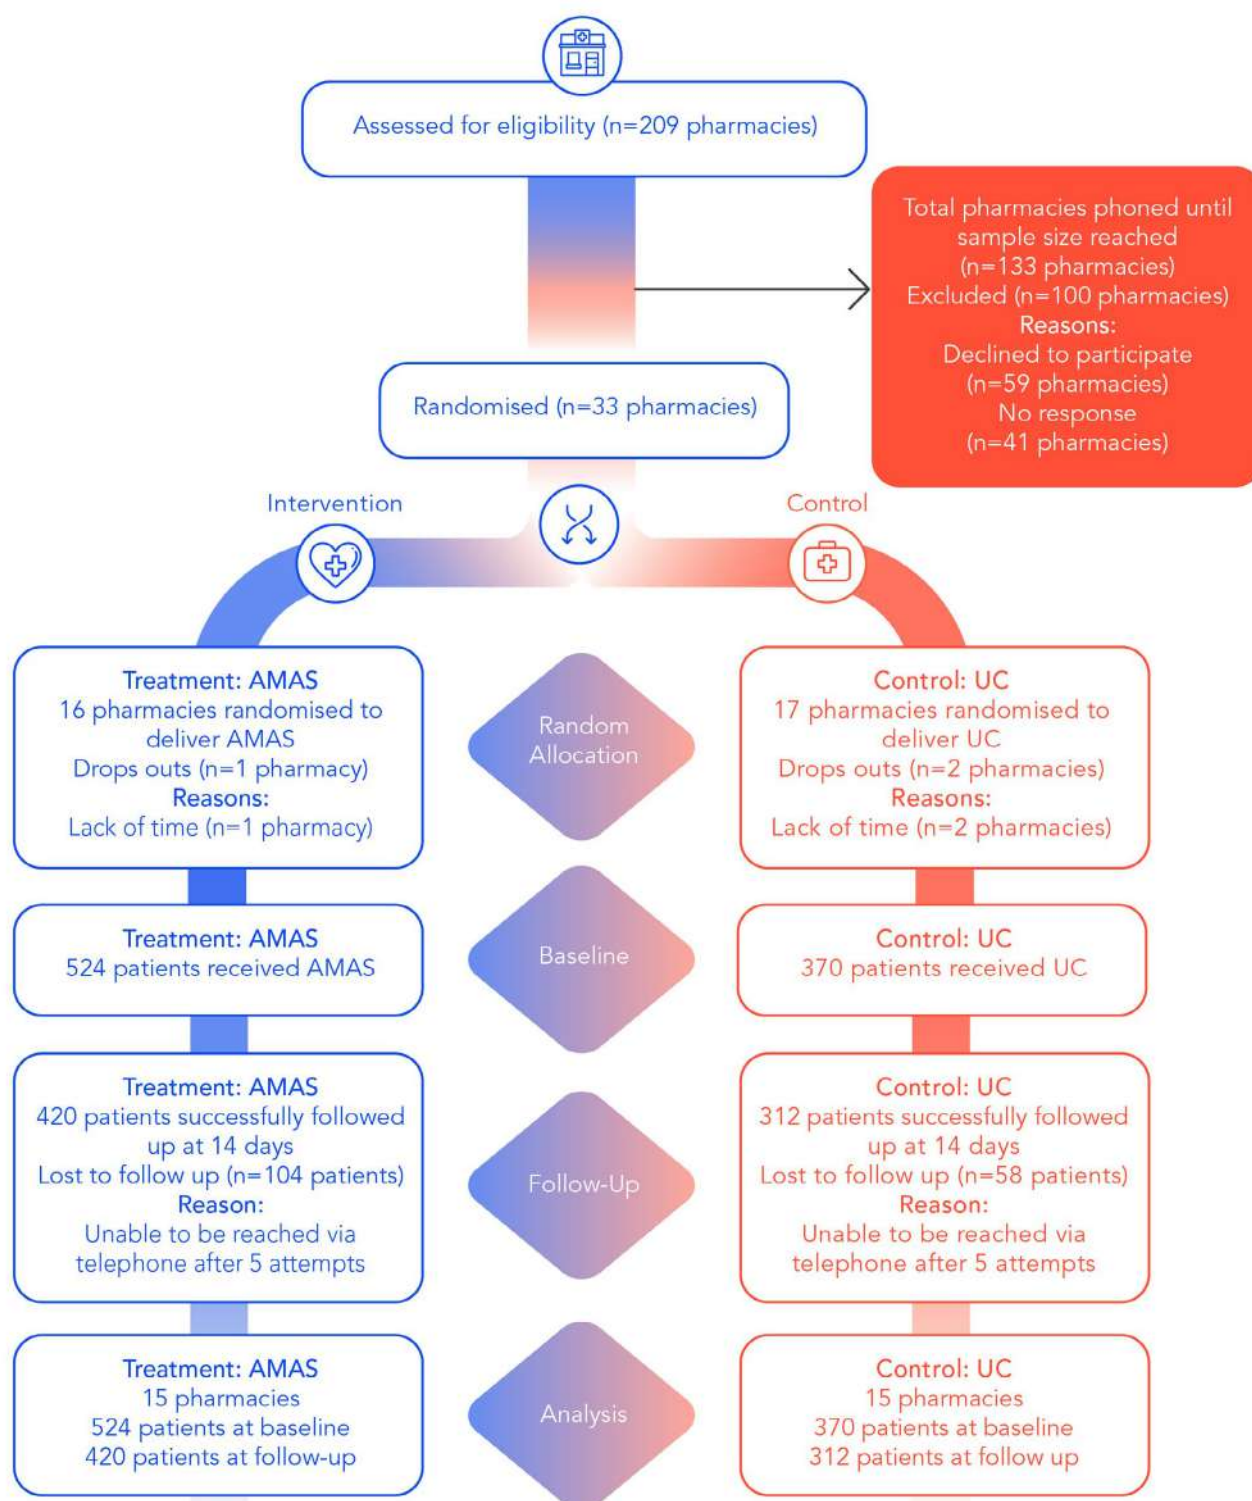 Assessed for eligibility (n=209 pharmacies)
Total pharmacies phoned until
sample size reached
(n=133 pharmacies)
Excluded (n=100 pharmacies)
Reasons:
Declined to participate
(n=59 pharmacies)
No response
(n=41 pharmacies)
Randomised (n=33 pharmacies)
Intervention
Control
Treatment: AMAS
16 pharmacies randomised to
deliver AMAS
Drops outs (n=1 pharmacy)
Reasons:
Lack of time (n=1 pharmacy)
Random
Allocation
Control: UC
17 pharmacies randomised to
deliver UC
Drops outs (n=2 pharmacies)
Reasons:
Lack of time (n=2 pharmacies)
Treatment: AMAS
524 patients received AMAS
Baseline
Control: UC
370 patients received UC
Treatment: AMAS
420 patients successfully followed
up at 14 days
Lost to follow up (n=104 patients)
Reason:
Unable to be reached via
telephone after 5 attempts
Follow-Up
Control: UC
312 patients successfully followed
up at 14 days
Lost to follow up (n=58 patients)
Reason:
Unable to be reached via
telephone after 5 attempts
Treatment: AMAS
15 pharmacies
524 patients at baseline
420 patients at follow-up
Analysis
Control: UC
15 pharmacies
370 patients at baseline
312 patients at follow up